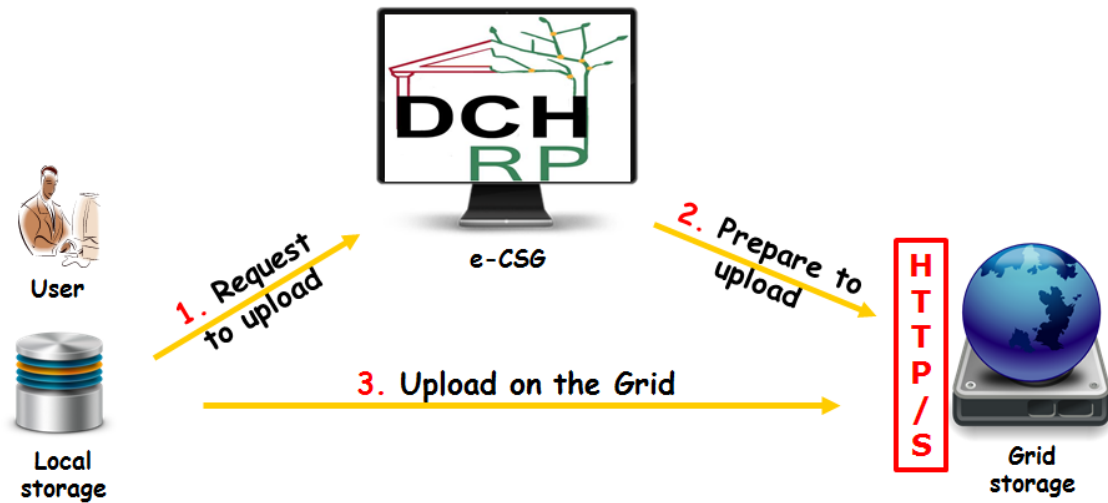 DCH
RP
e-CSG
User
1. Request
to upload
2. Prepare to
upload
HTTP/S
3. Upload on the Grid
Local
storage
Grid
storage